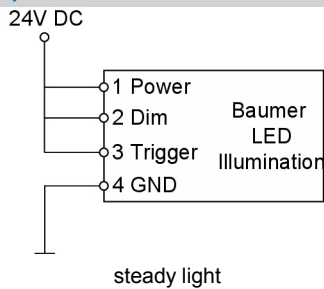 24V DC
1 Power
2 Dim
3 Trigger
4 GND
Baumer
LED
Illumination
steady light